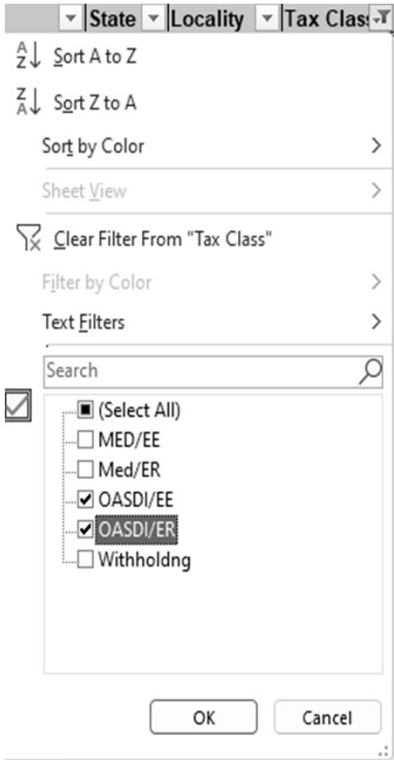 State Locality Tax Clas
Sort A to Z
Sort Z to A
Sort by Color
Sheet View
Clear Filter From "Tax Class"
Filter by Color
Text Filters
Search
(Select All)
MED/EE
Med/ER
OASDI/EE
OASDI/ER
Withholdng
OK Cancel